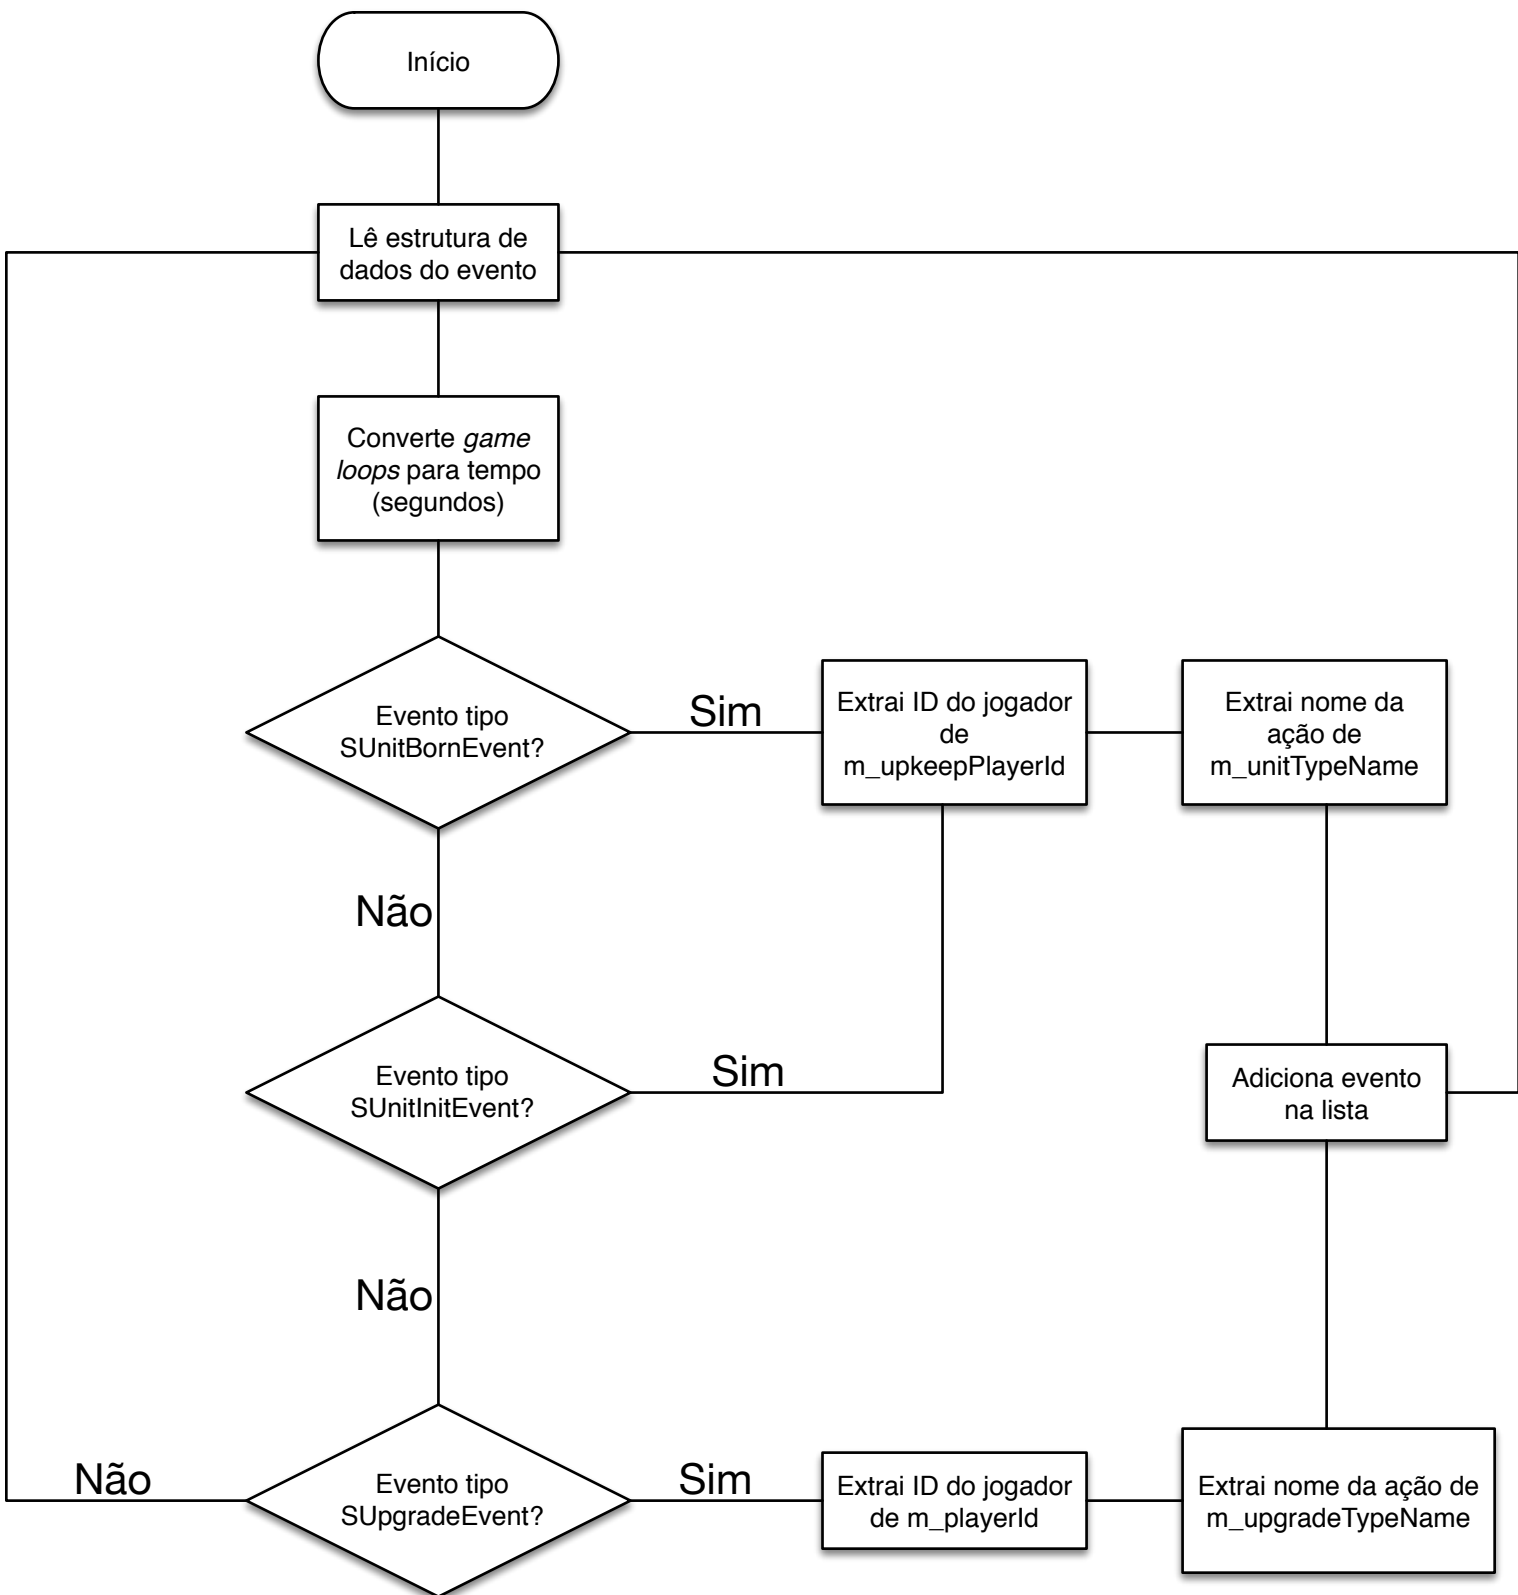 Início
Lê estrutura de
dados do evento
Converte game
loops para tempo
(segundos)
Evento tipo
SUnitBornEvent?
Sim
Extrai ID do jogador
de
m_upkeepPlayerId
Extrai nome da
ação de
m_unitTypeName
Não
Evento tipo
SUnitInitEvent?
Sim
Adiciona evento
na lista
Não
Evento tipo
SUpgradeEvent?
Não
Sim
Extrai ID do jogador
de m_playerId
Extrai nome da ação de
m_upgradeTypeName